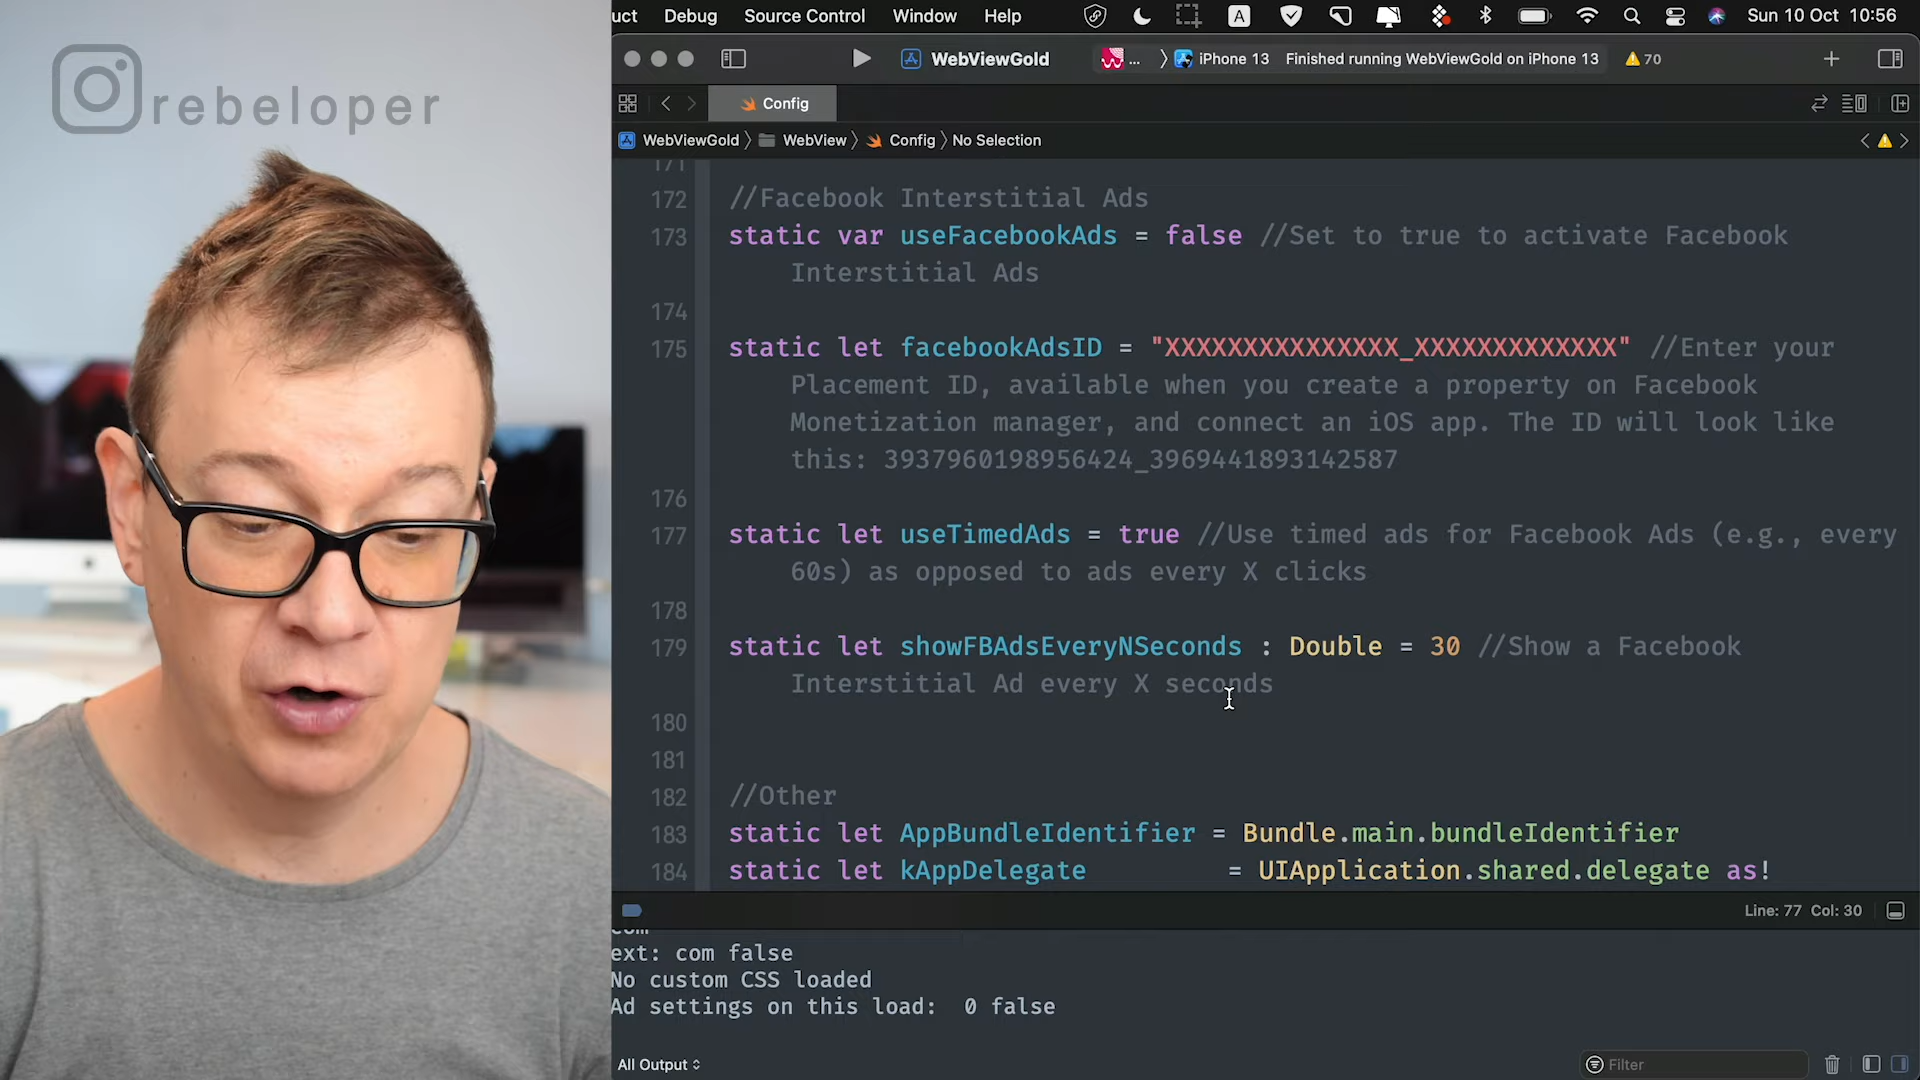 uct Debug Source Control Window Help A Sun 10 Oct 10:56
rebeloper
WebViewGold ... iPhone 13 Finished running WebViewGold on iPhone 13 70
Config
WebViewGold WebView Config No Selection
171
172 //Facebook Interstitial Ads
173 static var useFacebookAds = false //Set to true to activate Facebook
Interstitial Ads
174
175 static let facebookAdsID = "XXXXXXXXXXXXXXX_XXXXXXXXXXXXX" //Enter your
Placement ID, available when you create a property on Facebook
Monetization manager, and connect an iOS app. The ID will look like
this: 3937960198956424_3969441893142587
176
177 static let useTimedAds = true //Use timed ads for Facebook Ads (e.g., every
60s) as opposed to ads every X clicks
178
179 static let showFBAdsEveryNSeconds : Double = 30 //Show a Facebook
Interstitial Ad every X seconds
180
181
182 //Other
183 static let AppBundleIdentifier = Bundle.main.bundleIdentifier
184 static let kAppDelegate = UIApplication.shared.delegate as!
Line: 77 Col: 30
com
ext: com false
No custom CSS loaded
Ad settings on this load: 0 false
All Output Filter